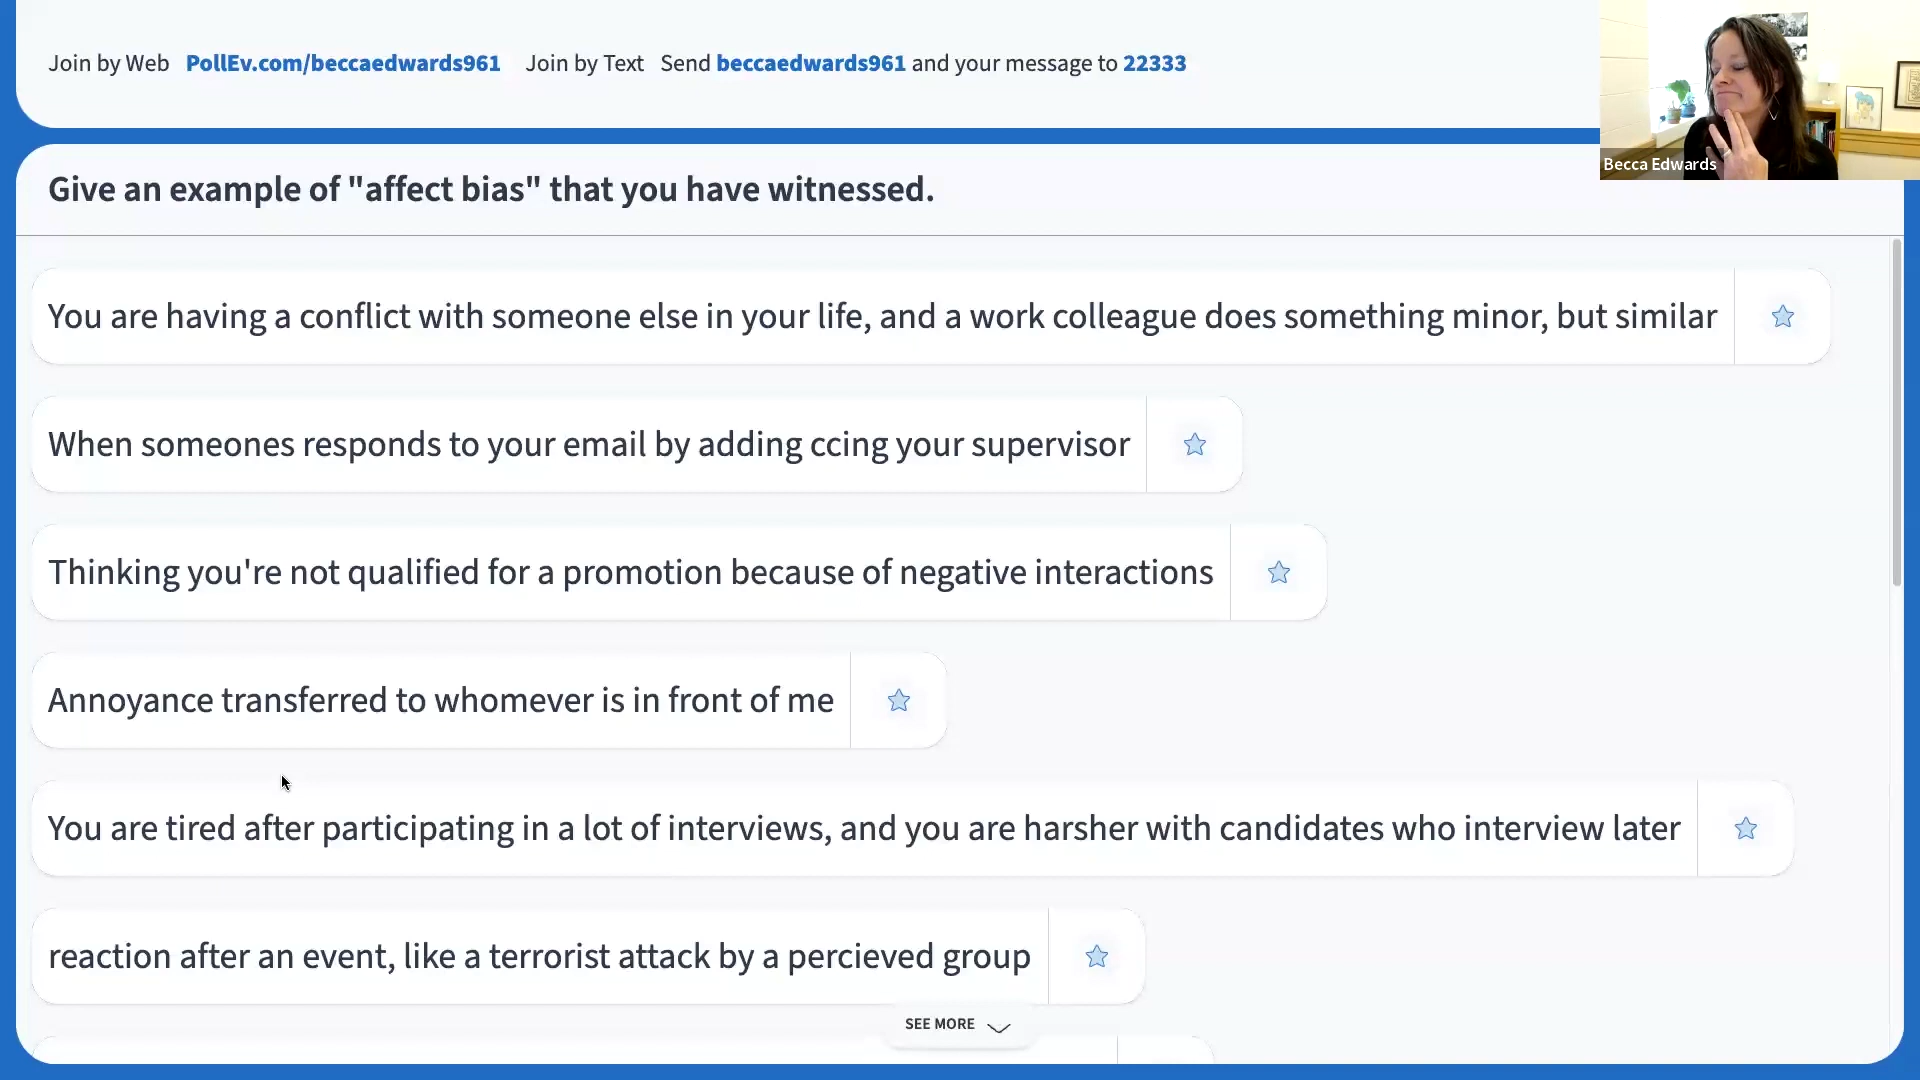 Join by Web PollEv.com/beccaedwards961 Join by Text Send beccaedwards961 and your message to 22333
Becca Edwards
Give an example of "affect bias" that you have witnessed.
You are having a conflict with someone else in your life, and a work colleague does something minor, but similar
When someones responds to your email by adding ccing your supervisor
Thinking you're not qualified for a promotion because of negative interactions
Annoyance transferred to whomever is in front of me
You are tired after participating in a lot of interviews, and you are harsher with candidates who interview later
reaction after an event, like a terrorist attack by a percieved group
SEE MORE